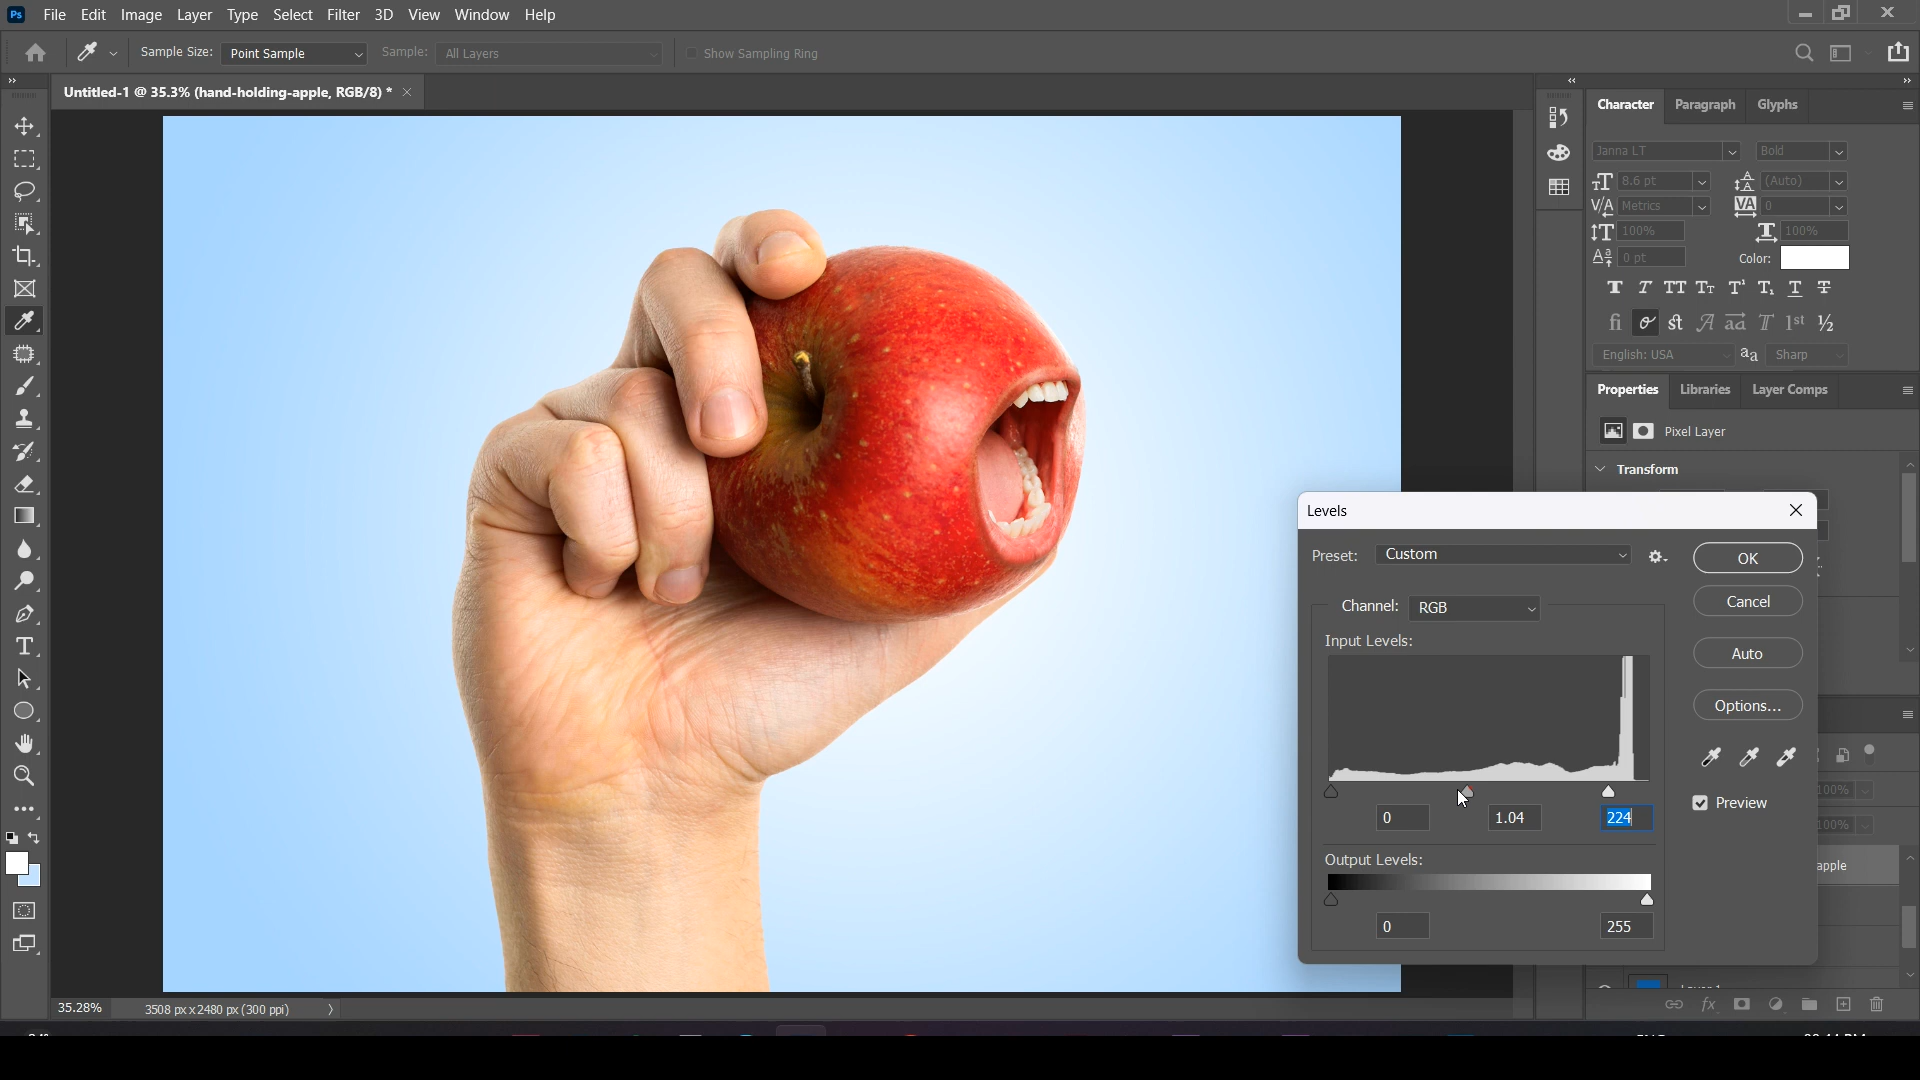 Ps File Edit Image Layer Type Select Filter 3D View Window Help
Sample Size: Point Sample Sample: All Layers Show Sampling Ring
Untitled-1 @ 35.3% (hand-holding-apple, RGB/8) *
Character Paragraph Glyphs
Janna LT Bold
8.6 pt (Auto)
Metrics 0
100% 100%
0 pt Color:
English: USA Sharp
Properties Libraries Layer Comps
Pixel Layer
Transform
Levels
Preset: Custom
OK
Channel: RGB
Cancel
Input Levels:
Auto
Options...
Preview
0 1.04 224
Output Levels:
0 255
100%
100%
apple
35.28% 3508 px x 2480 px (300 ppi)